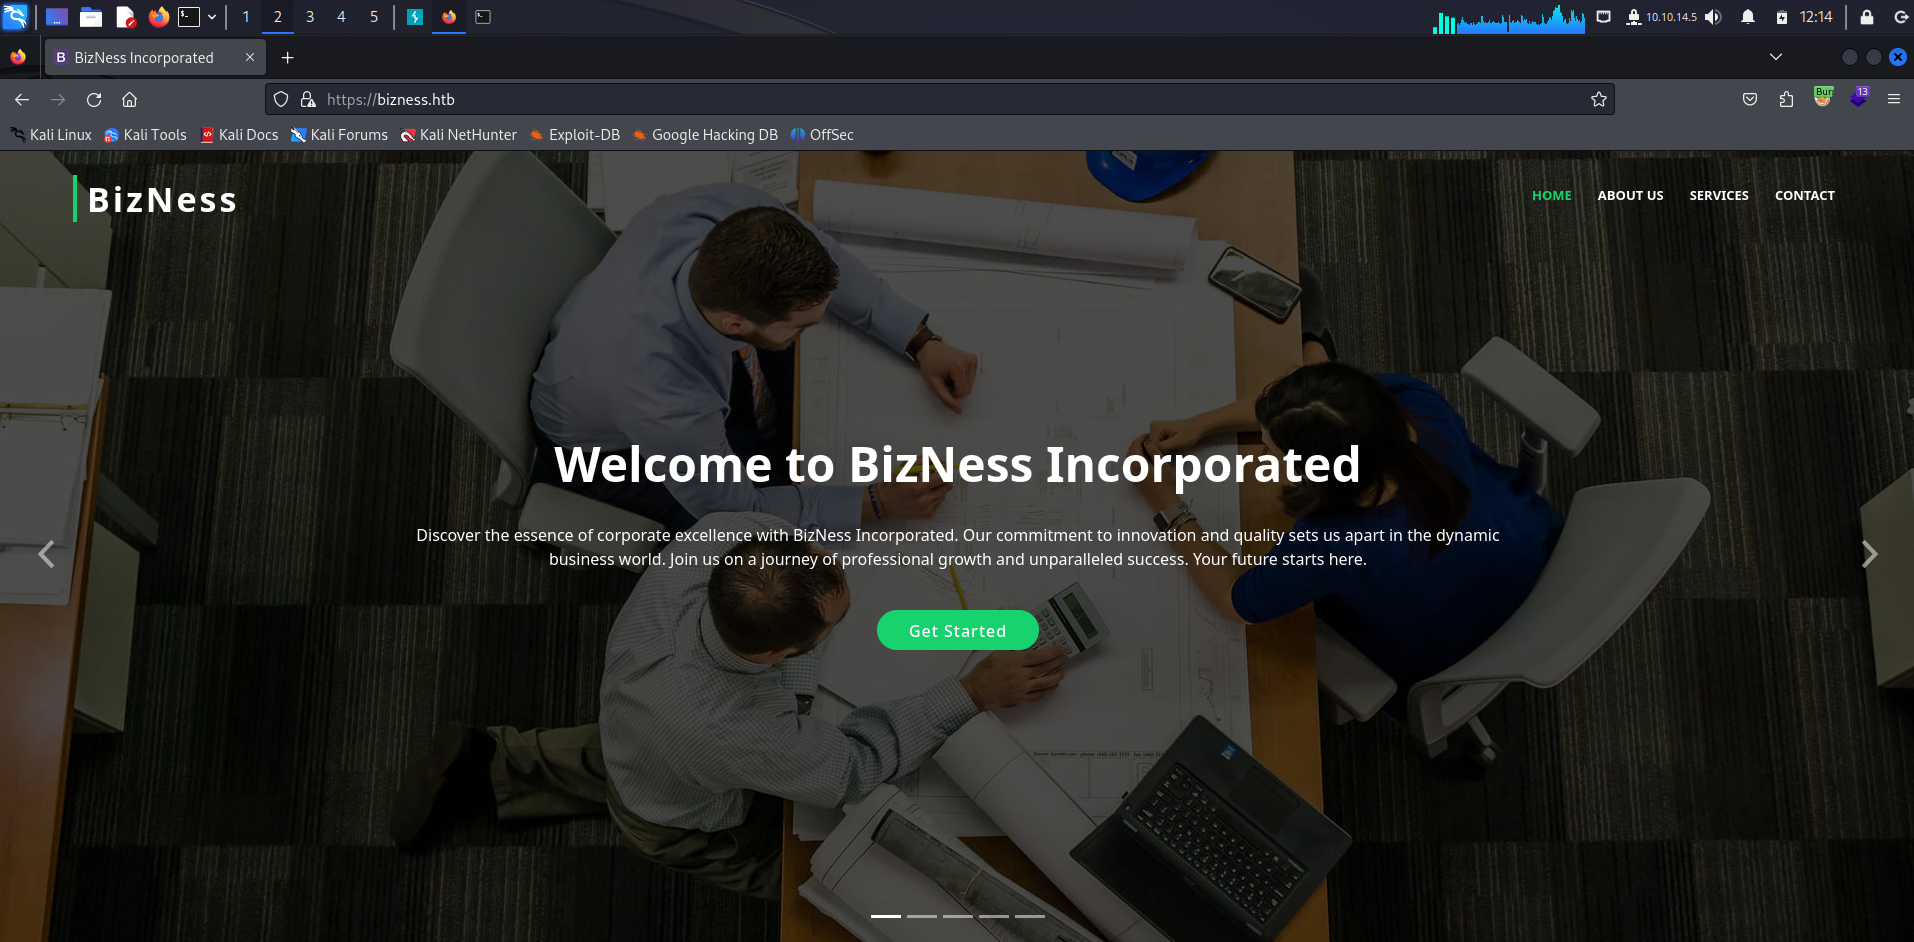 1 2 3 4 5 10.10.14.5 12:14
BizNess Incorporated
https://bizness.htb
13
Kali Linux Kali Tools Kali Docs Kali Forums Kali NetHunter Exploit-DB Google Hacking DB OffSec
BizNess
HOME ABOUT US SERVICES CONTACT
Welcome to BizNess Incorporated
Discover the essence of corporate excellence with BizNess Incorporated. Our commitment to innovation and quality sets us apart in the dynamic
business world. Join us on a journey of professional growth and unparalleled success. Your future starts here.
Get Started